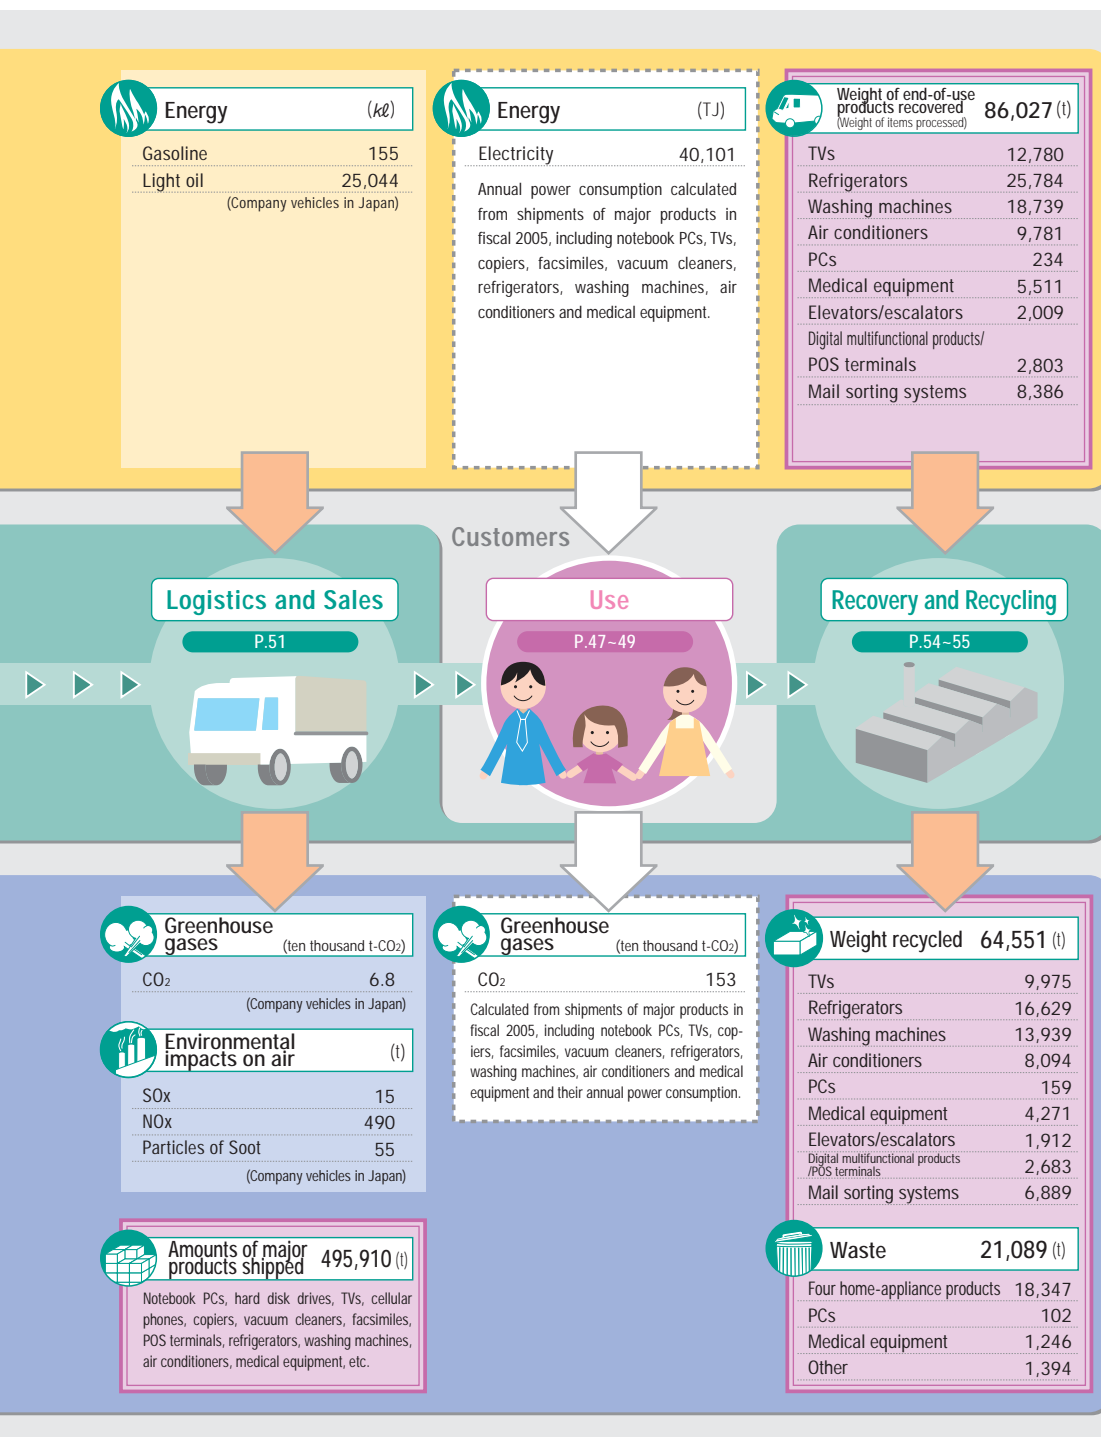 Energy (kℓ)
Gasoline 155
Light oil 25,044
(Company vehicles in Japan)
Energy (TJ)
Electricity 40,101
Annual power consumption calculated
from shipments of major products in
fiscal 2005, including notebook PCs, TVs,
copiers, facsimiles, vacuum cleaners,
refrigerators, washing machines, air
conditioners and medical equipment.
Weight of end-of-use
products recovered
(Weight of items processed)
86,027 (t)
TVs 12,780
Refrigerators 25,784
Washing machines 18,739
Air conditioners 9,781
PCs 234
Medical equipment 5,511
Elevators/escalators 2,009
Digital multifunctional products/
POS terminals 2,803
Mail sorting systems 8,386
Customers
Logistics and Sales
P.51
Use
P.47~49
Recovery and Recycling
P.54~55
Greenhouse
gases (ten thousand t-CO2)
CO2 6.8
(Company vehicles in Japan)
Environmental
impacts on air (t)
SOx 15
NOx 490
Particles of Soot 55
(Company vehicles in Japan)
Amounts of major
products shipped 495,910 (t)
Notebook PCs, hard disk drives, TVs, cellular
phones, copiers, vacuum cleaners, facsimiles,
POS terminals, refrigerators, washing machines,
air conditioners, medical equipment, etc.
Greenhouse
gases (ten thousand t-CO2)
CO2 153
Calculated from shipments of major products in
fiscal 2005, including notebook PCs, TVs, cop-
iers, facsimiles, vacuum cleaners, refrigerators,
washing machines, air conditioners and medical
equipment and their annual power consumption.
Weight recycled 64,551 (t)
TVs 9,975
Refrigerators 16,629
Washing machines 13,939
Air conditioners 8,094
PCs 159
Medical equipment 4,271
Elevators/escalators 1,912
Digital multifunctional products
/POS terminals 2,683
Mail sorting systems 6,889
Waste 21,089 (t)
Four home-appliance products 18,347
PCs 102
Medical equipment 1,246
Other 1,394